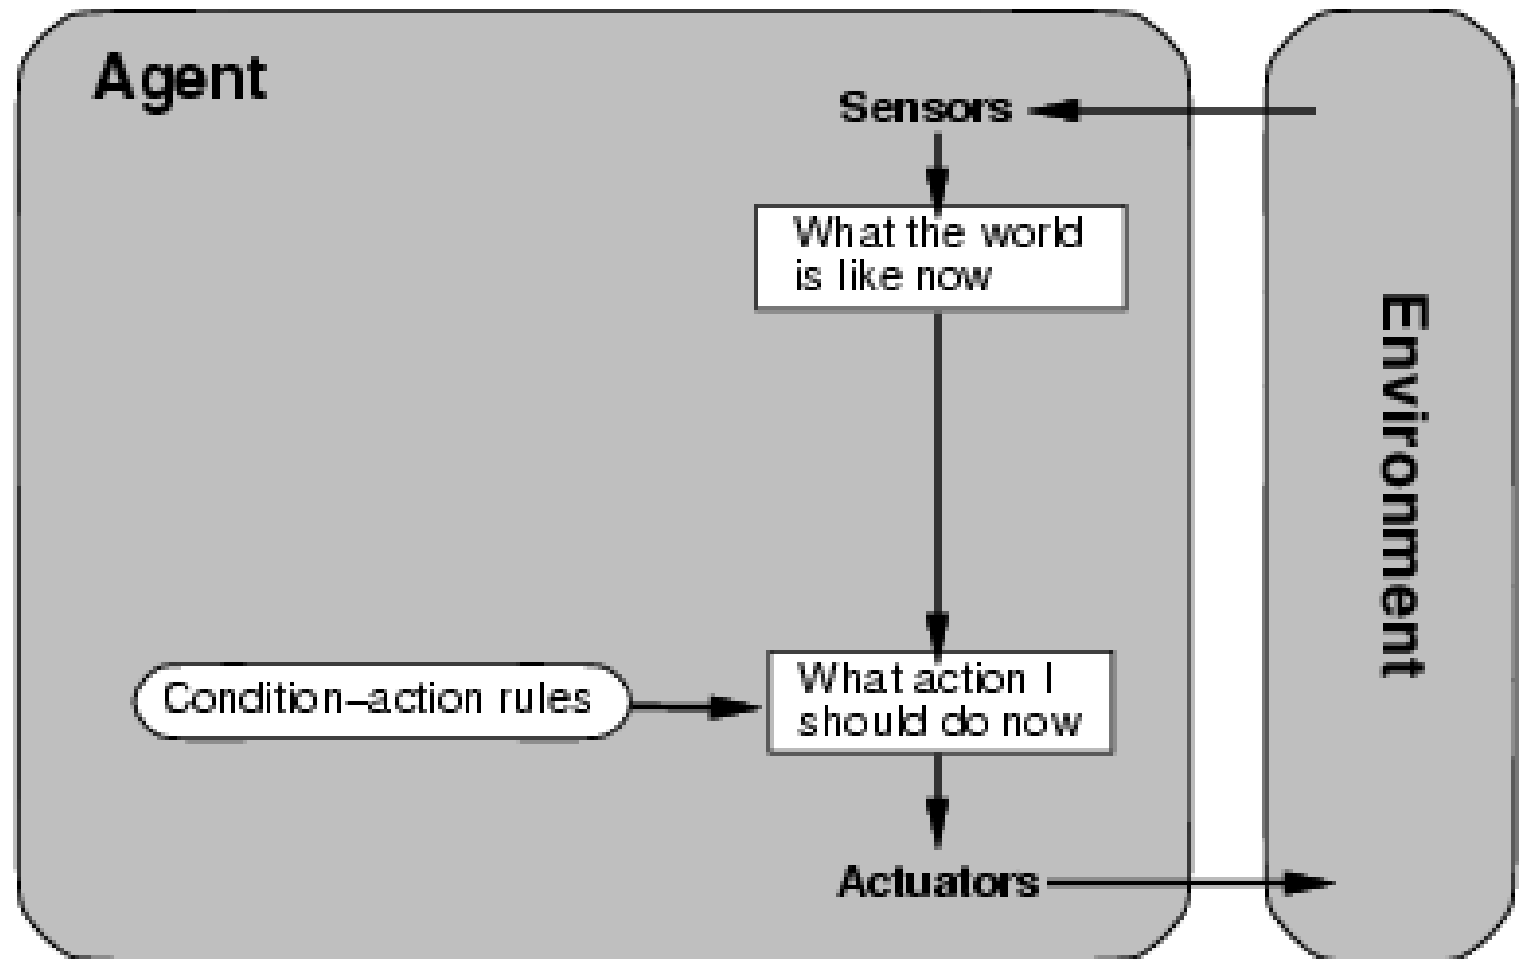 Agent
Sensors
What the world
is like now
Environment
Condition–action rules
What action I
should do now
Actuators